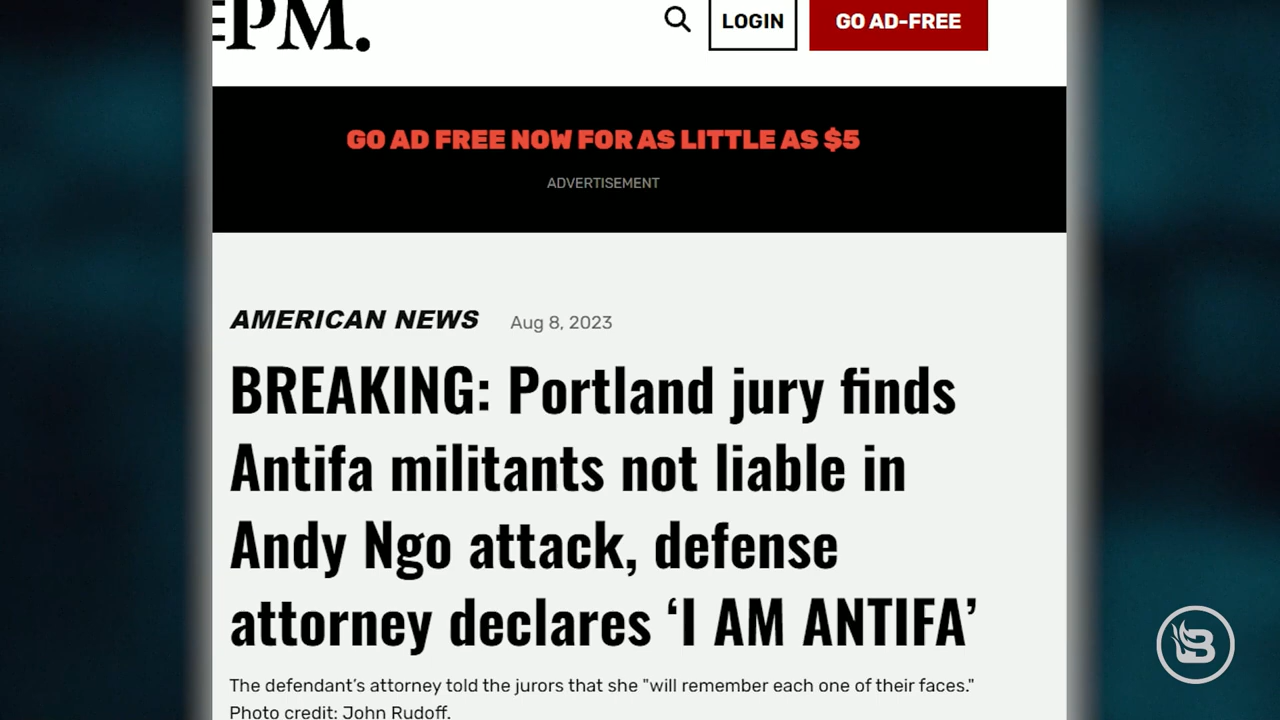 EPM.
LOGIN
GO AD-FREE
GO AD FREE NOW FOR AS LITTLE AS $5
ADVERTISEMENT
AMERICAN NEWS Aug 8, 2023
BREAKING: Portland jury finds
Antifa militants not liable in
Andy Ngo attack, defense
attorney declares ‘I AM ANTIFA’
The defendant’s attorney told the jurors that she "will remember each one of their faces."
Photo credit: John Rudoff.
B